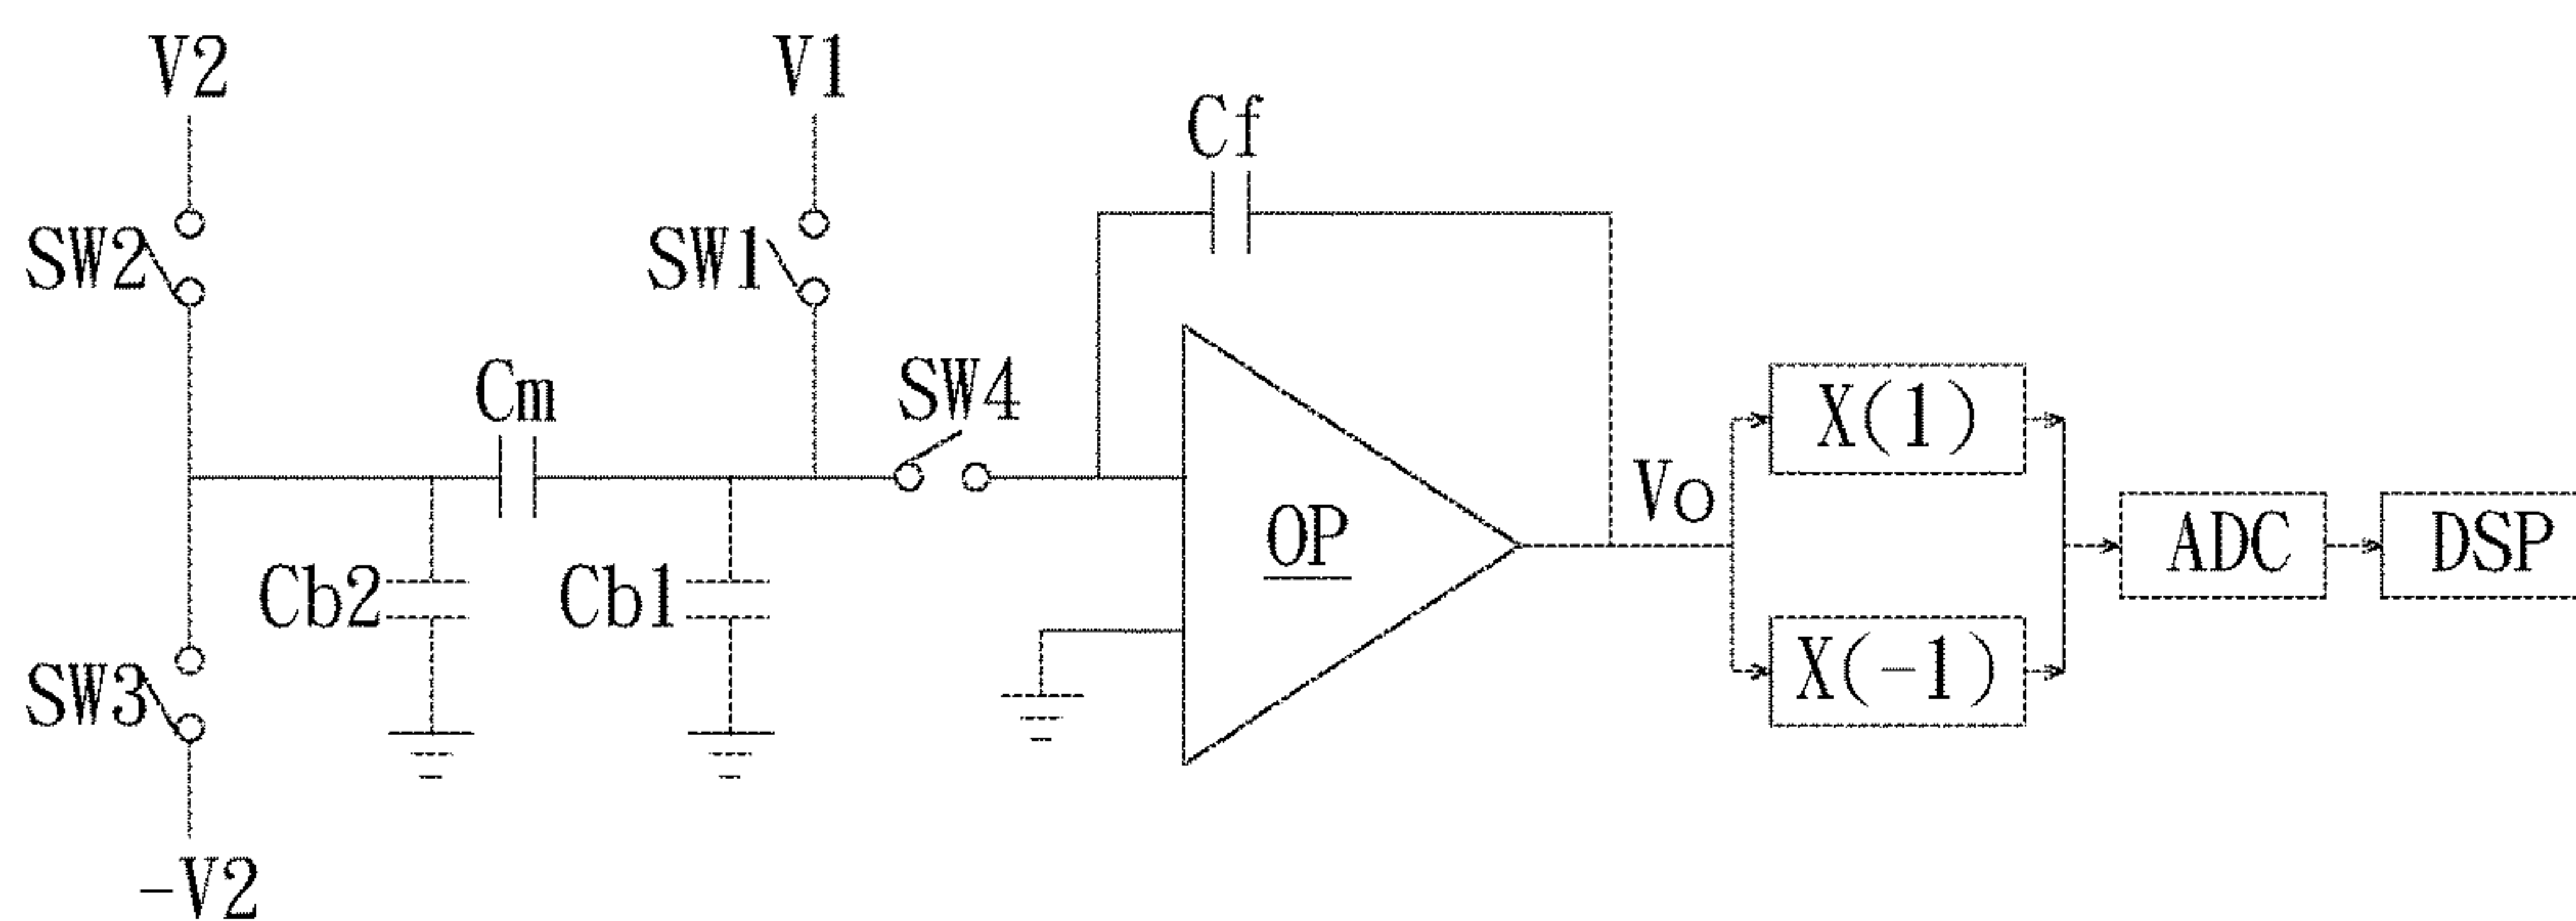 V2
V1
Cf
SW2
SW1
Cm
SW4
X(1)
Vo
OP
ADC
DSP
Cb2
Cb1
X(-1)
SW3
-V2